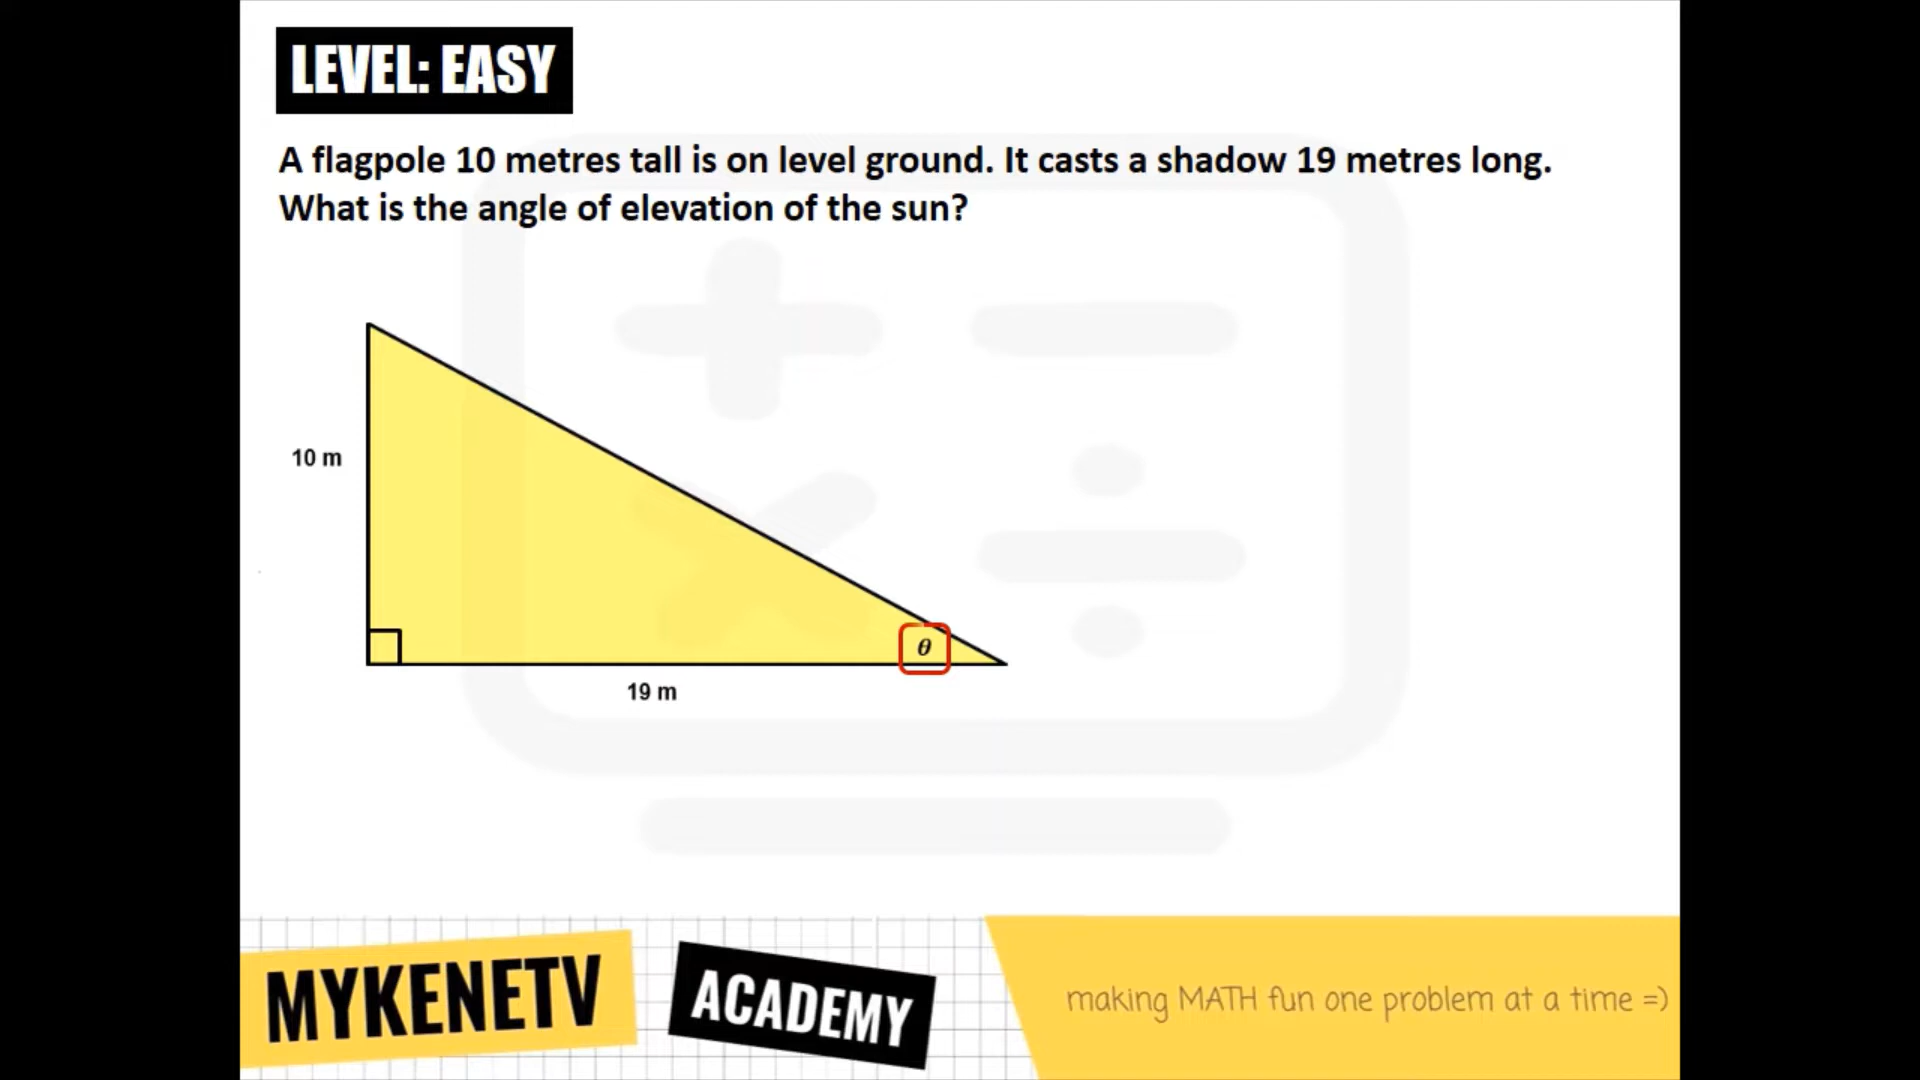 LEVEL: EASY
A flagpole 10 metres tall is on level ground. It casts a shadow 19 metres long.
What is the angle of elevation of the sun?
10 m
θ
19 m
MYKENETV
ACADEMY
making MATH fun one problem at a time =)